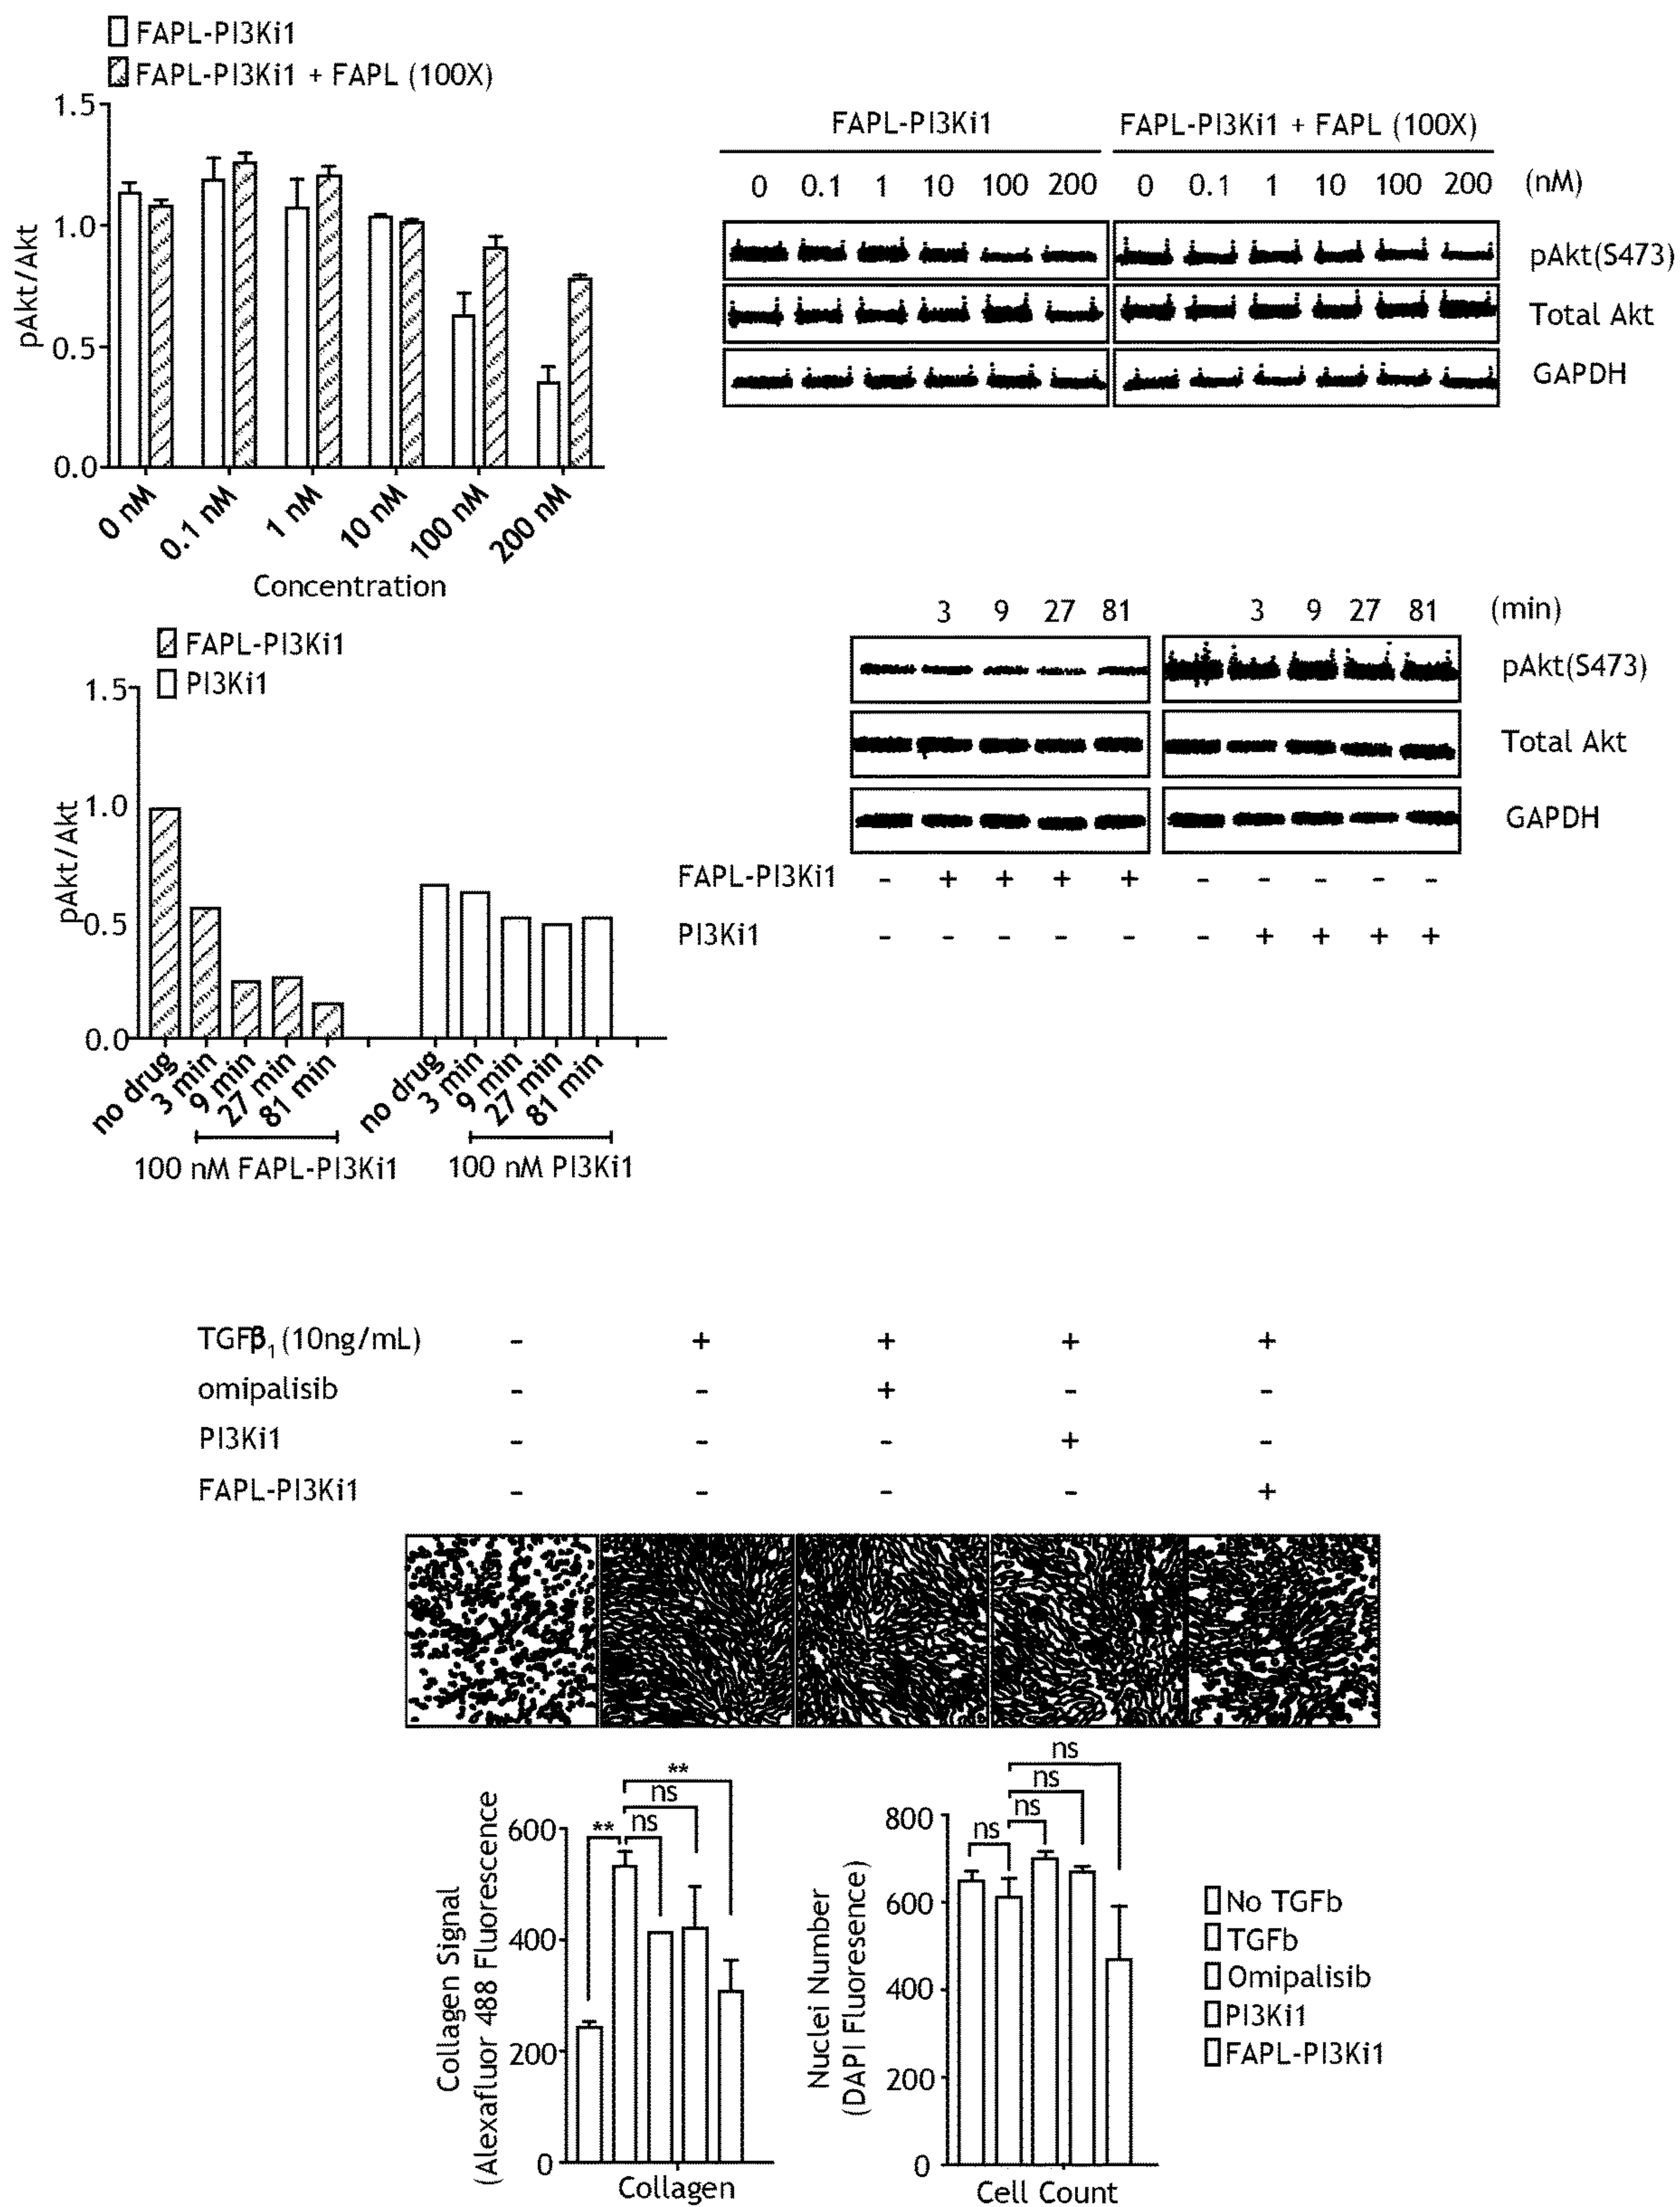 FAPL-PI3Ki1
FAPL-PI3Ki1 + FAPL (100X)
1.5
1.0
0.5
0.0
pAkt/Akt
0 nM
0.1 nM
1 nM
10 nM
100 nM
200 nM
Concentration
FAPL-PI3Ki1
FAPL-PI3Ki1 + FAPL (100X)
0 0.1 1 10 100 200 0 0.1 1 10 100 200 (nM)
pAkt(S473)
Total Akt
GAPDH
FAPL-PI3Ki1
PI3Ki1
1.5
1.0
0.5
0.0
pAkt/Akt
no drug
3 min
9 min
27 min
81 min
no drug
3 min
9 min
27 min
81 min
100 nM FAPL-PI3Ki1
100 nM PI3Ki1
3 9 27 81 3 9 27 81 (min)
pAkt(S473)
Total Akt
GAPDH
FAPL-PI3Ki1 - + + + + - - - - -
PI3Ki1 - - - - - - + + + +
TGFβ1 (10ng/mL) - + + + +
omipalisib - - + - -
PI3Ki1 - - - + -
FAPL-PI3Ki1 - - - - +
**
ns
** ns
600
400
200
0
Collagen Signal
(Alexafluor 488 Fluorescence
Collagen
ns
ns
ns
ns
800
600
400
200
0
Nuclei Number
(DAPI Fluoresence)
Cell Count
No TGFb
TGFb
Omipalisib
PI3Ki1
FAPL-PI3Ki1